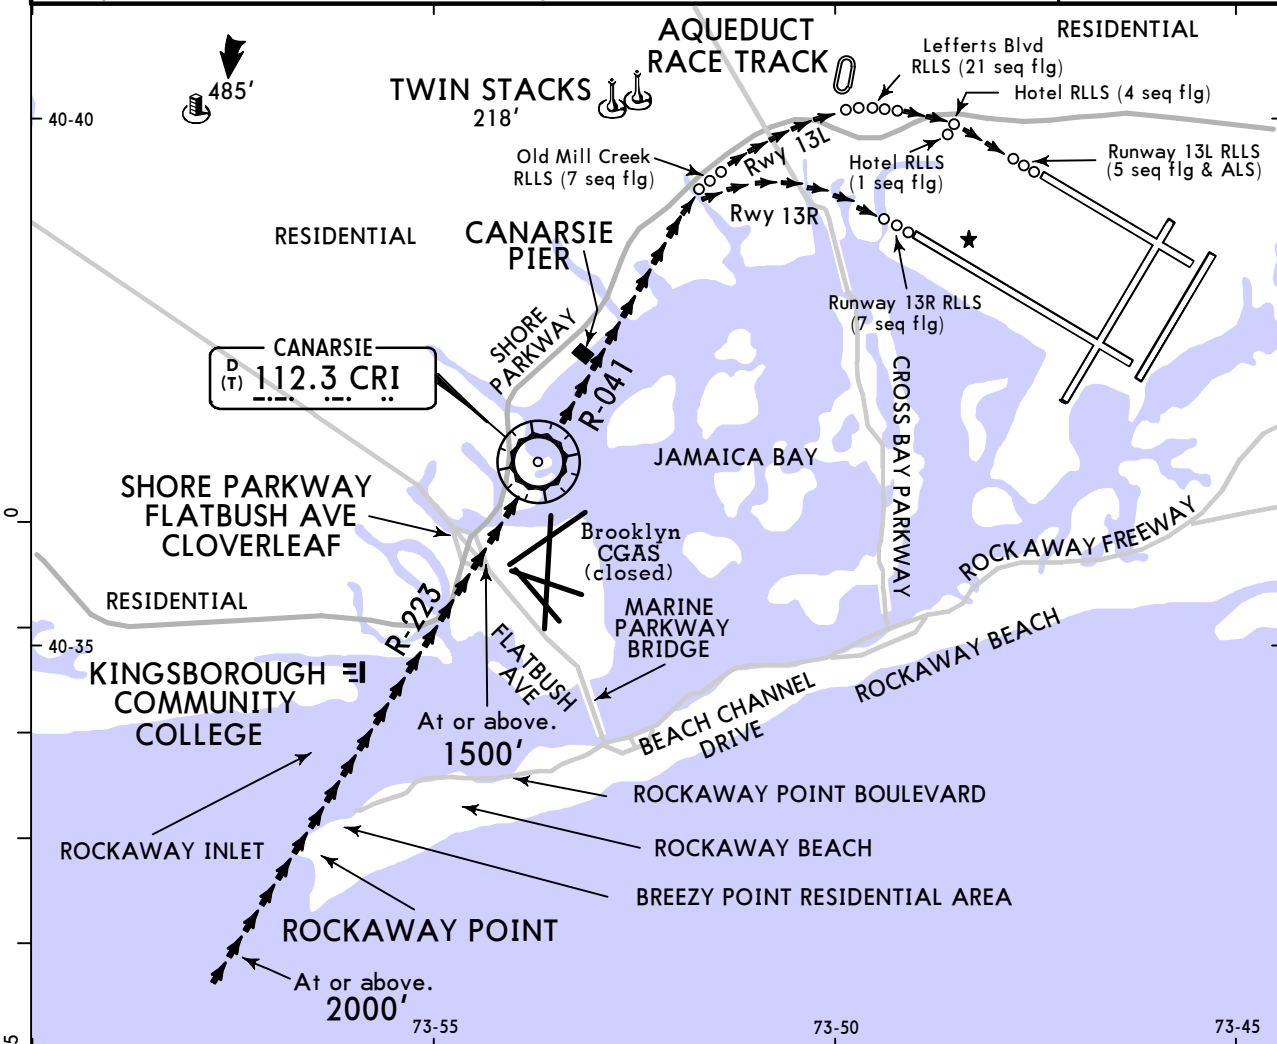 RESIDENTIAL
AQUEDUCT
RACE TRACK
Lefferts Blvd
RLLS (21 seq flg)
485'
TWIN STACKS
218'
Hotel RLLS (4 seq flg)
40-40
Rwy 13L
Old Mill Creek
RLLS (7 seq flg)
Hotel RLLS
(1 seq flg)
Runway 13L RLLS
(5 seq flg & ALS)
Rwy 13R
RESIDENTIAL
CANARSIE
PIER
Runway 13R RLLS
(7 seq flg)
SHORE
PARKWAY
CANARSIE
D
(T) 112.3 CRI
R-041
CROSS BAY PARKWAY
JAMAICA BAY
SHORE PARKWAY
FLATBUSH AVE
CLOVERLEAF
0
Brooklyn
CGAS
(closed)
ROCKAWAY FREEWAY
RESIDENTIAL
R-223
MARINE
PARKWAY
BRIDGE
FLATBUSH
AVE
ROCKAWAY BEACH
40-35
KINGSBOROUGH
COMMUNITY
COLLEGE
At or above.
1500'
BEACH CHANNEL
DRIVE
ROCKAWAY POINT BOULEVARD
ROCKAWAY INLET
ROCKAWAY BEACH
BREEZY POINT RESIDENTIAL AREA
ROCKAWAY POINT
At or above.
2000'
5
73-55
73-50
73-45